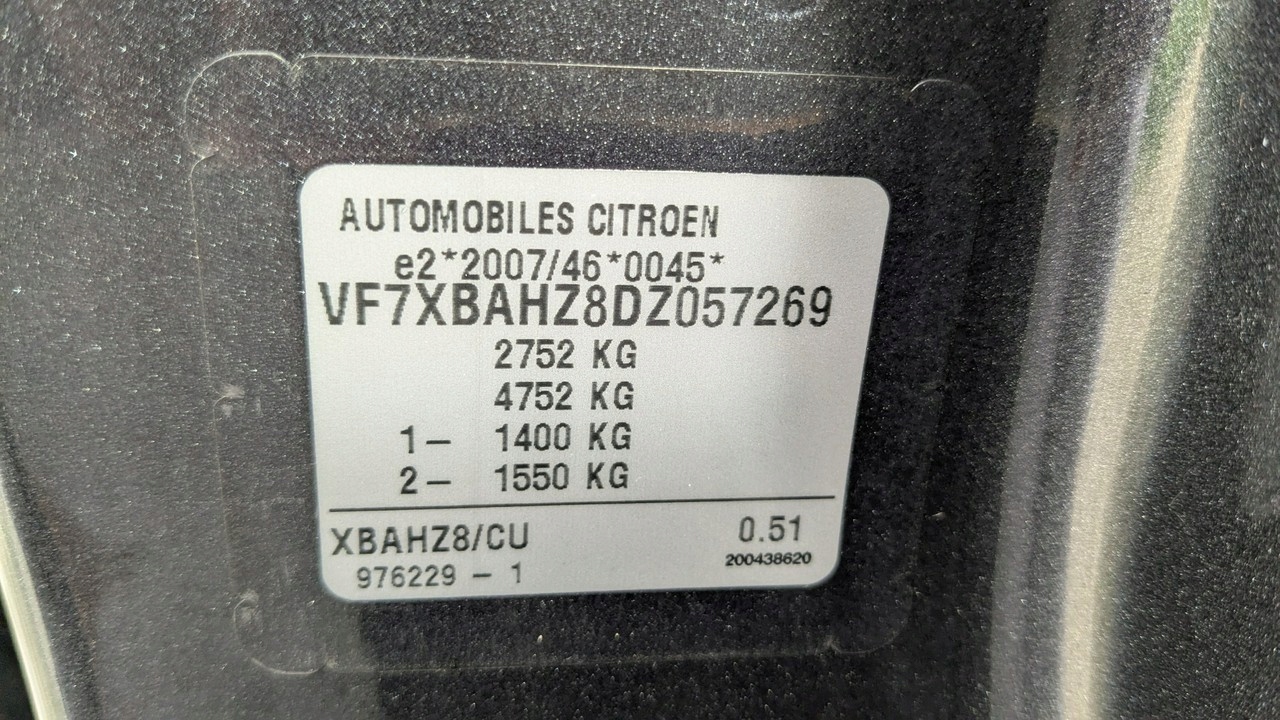 AUTOMOBILES CITROEN
e2*2007/46*0045*
VF7XBAHZ8DZ057269
2752 KG
4752 KG
1- 1400 KG
2- 1550 KG
XBAHZ8/CU 0.51
200438620
976229 - 1